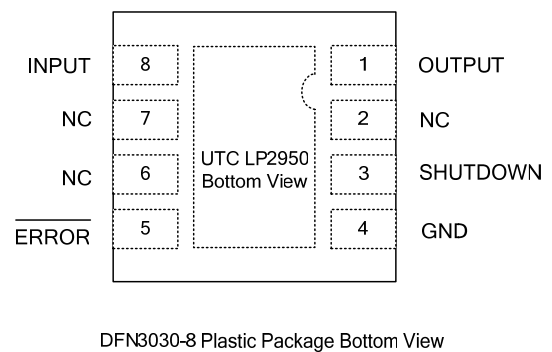 INPUT 8 1 OUTPUT
NC 7 2 NC
NC 6 3 SHUTDOWN
UTC LP2950
Bottom View
ERROR 5 4 GND
DFN3030-8 Plastic Package Bottom View